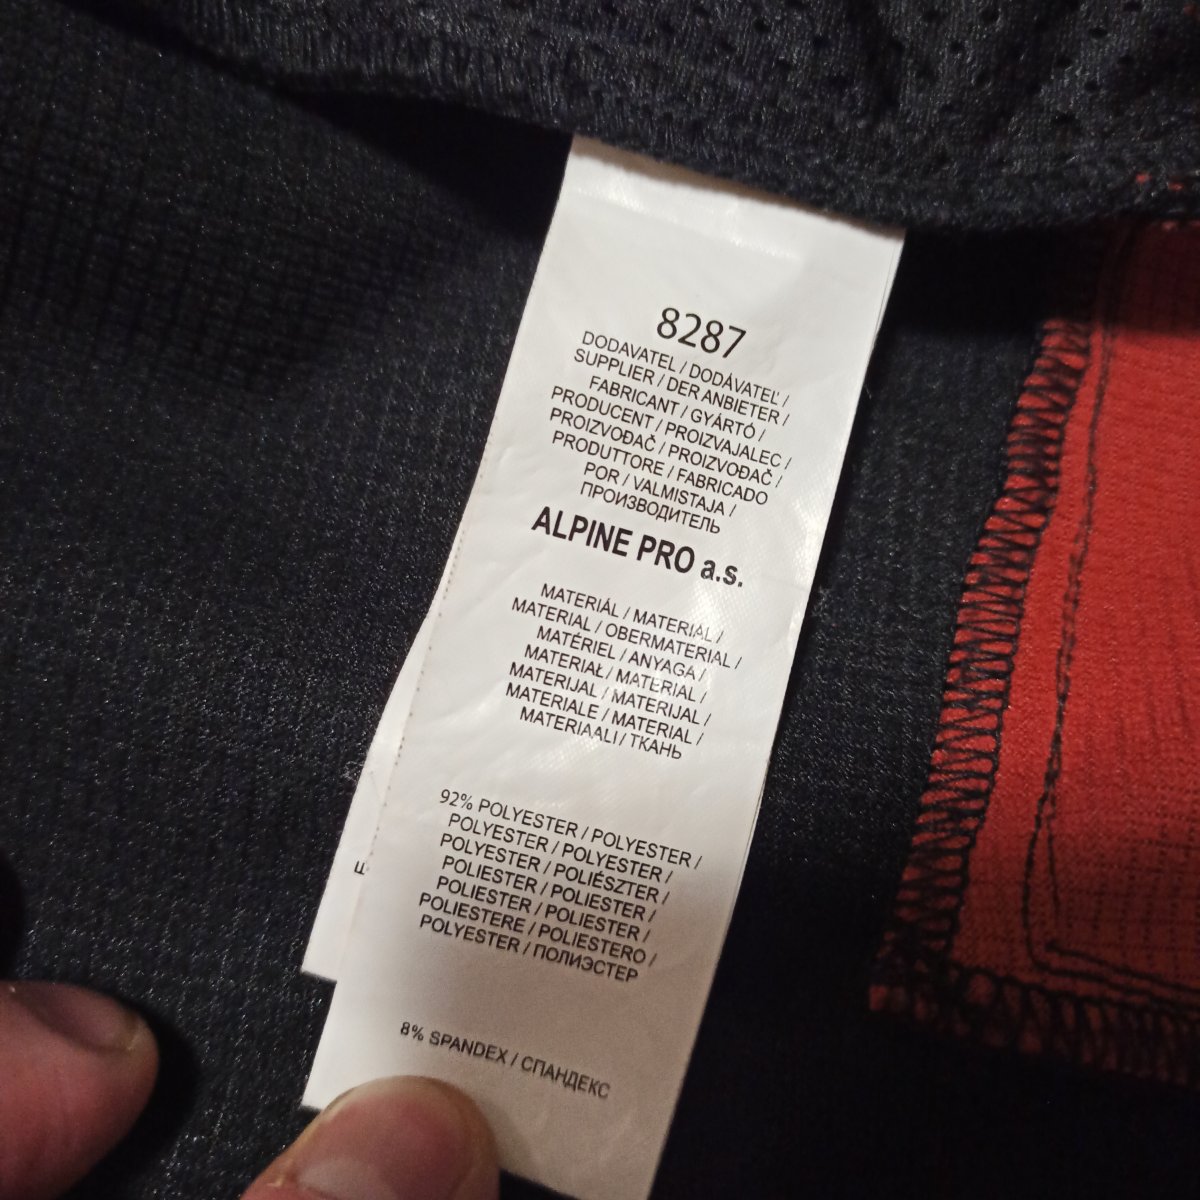 8287
DODAVATEL / DODÁVATEĽ /
SUPPLIER / DER ANBIETER /
FABRICANT / GYÁRTÓ /
PRODUCENT / PROIZVAJALEC /
PROIZVOĐAČ / PROIZVOĐAČ /
PRODUTTORE / FABRICADO
POR / VALMISTAJA /
ПРОИЗВОДИТЕЛЬ
ALPINE PRO a.s.
MATERIÁL / MATERIÁL /
MATERIAL / OBERMATERIAL /
MATÉRIEL / ANYAGA /
MATERIAŁ / MATERIAL /
MATERIJAL / MATERIJAL /
MATERIALE / MATERIAL /
MATERIAALI / ТКАНЬ
92% POLYESTER / POLYESTER /
POLYESTER / POLYESTER /
POLYESTER / POLIÉSZTER /
POLIESTER / POLIESTER /
POLIESTER / POLIESTER /
POLIESTERE / POLIESTERO /
POLYESTER / ПОЛИЭСТЕР
8% SPANDEX / СПАНДЕКС